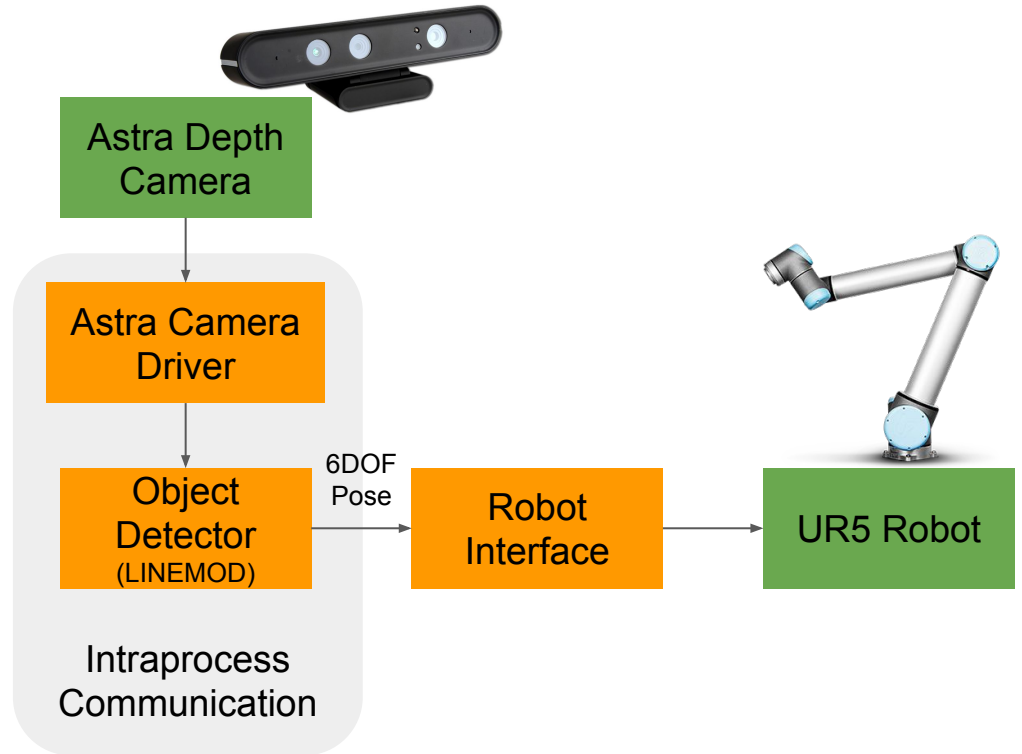 Astra Depth
Camera
Astra Camera
Driver
Object
Detector
(LINEMOD)
6DOF
Pose
Robot
Interface
UR5 Robot
Intraprocess
Communication